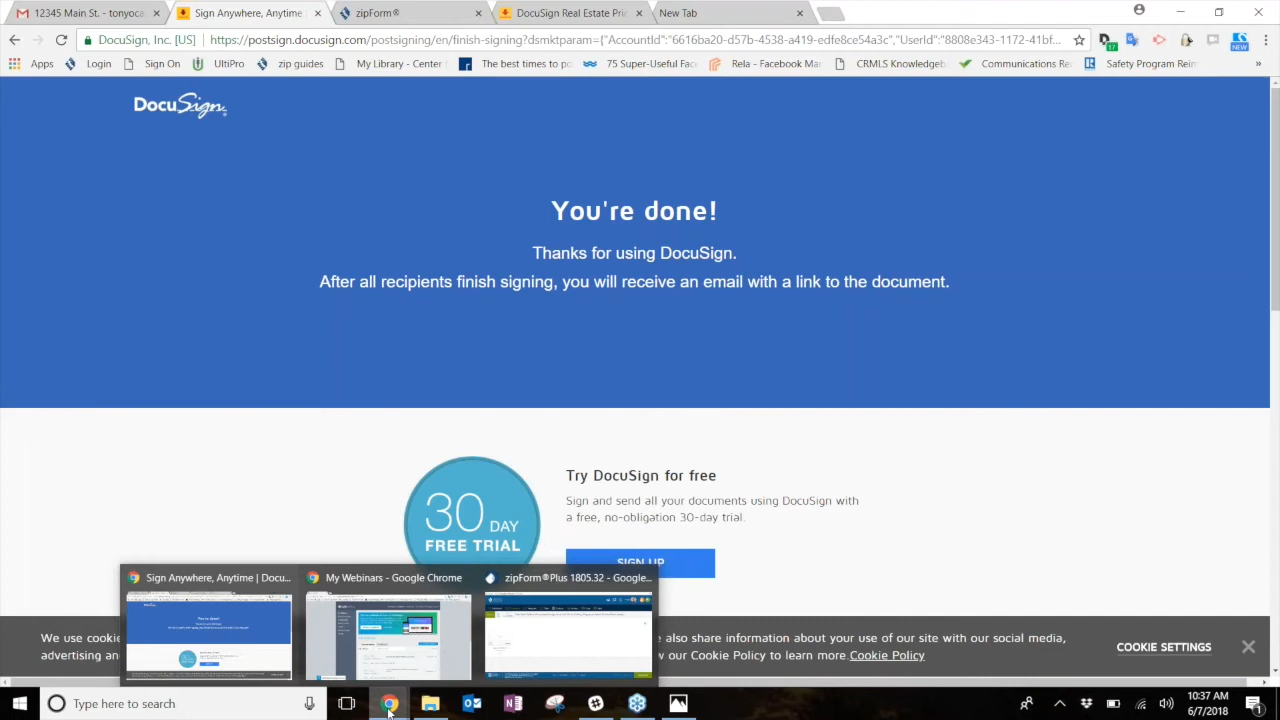 12345 Main St. - tonyoca
Sign Anywhere, Anytime |
zipForm®
DocuSign Real Estate Pri
New Tab
DocuSign, Inc. [US]
https://postsign.docusign.com/postsigning/en/finish-signing?dsmktparam={"AccountId":"6616ba20-d57b-4538-a419-edfe8ce54a3c","UserId":"8808e343-1172-41bf...
17
NEW
Apps
Login
Sign On
UltiPro
zip guides
My Library - Center
The best times to po
75 Super-Useful Face
Rela - Facebook Mar
CRMLS Knowledgeb
Communications Re
Safety Program Reim
»
DocuSign
You're done!
Thanks for using DocuSign.
After all recipients finish signing, you will receive an email with a link to the document.
30 DAY
FREE TRIAL
Try DocuSign for free
Sign and send all your documents using DocuSign with
a free, no-obligation 30-day trial.
SIGN UP
Sign Anywhere, Anytime | Docu...
My Webinars - Google Chrome
zipForm®Plus 1805.32 - Google...
We use cookie
also share information about your use of our site with our social media,
advertising
our Cookie Policy to learn more Cookie Policy
COOKIE SETTINGS
Type here to search
10:37 AM
6/7/2018
1